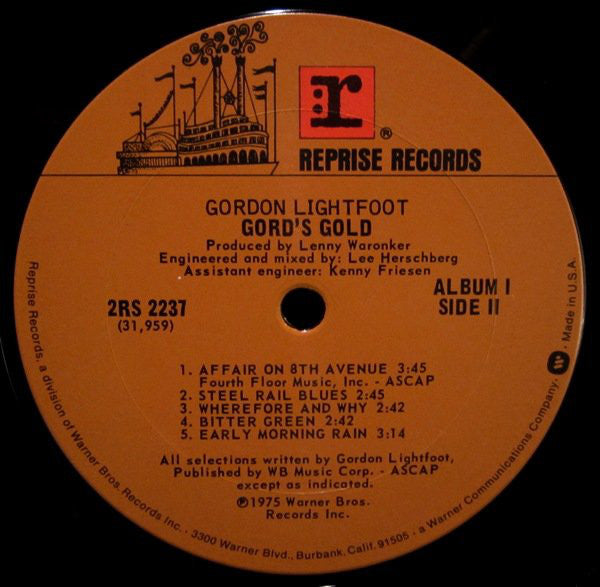 r
®
REPRISE RECORDS
GORDON LIGHTFOOT
GORD'S GOLD
Produced by Lenny Waronker
Engineered and mixed by: Lee Herschberg
Assistant engineer: Kenny Friesen
2RS 2237
(31,959)
ALBUM I
SIDE II
1. AFFAIR ON 8TH AVENUE 3:45
Fourth Floor Music, Inc. - ASCAP
2. STEEL RAIL BLUES 2:45
3. WHEREFORE AND WHY 2:42
4. BITTER GREEN 2:42
5. EARLY MORNING RAIN 3:14
All selections written by Gordon Lightfoot,
Published by WB Music Corp. - ASCAP
except as indicated.
℗1975 Warner Bros.
Records Inc.
Reprise Records, a division of Warner Bros. Records Inc. · 3300 Warner Blvd., Burbank, Calif. 91505 · a Warner Communications Company. W · Made in U.S.A.